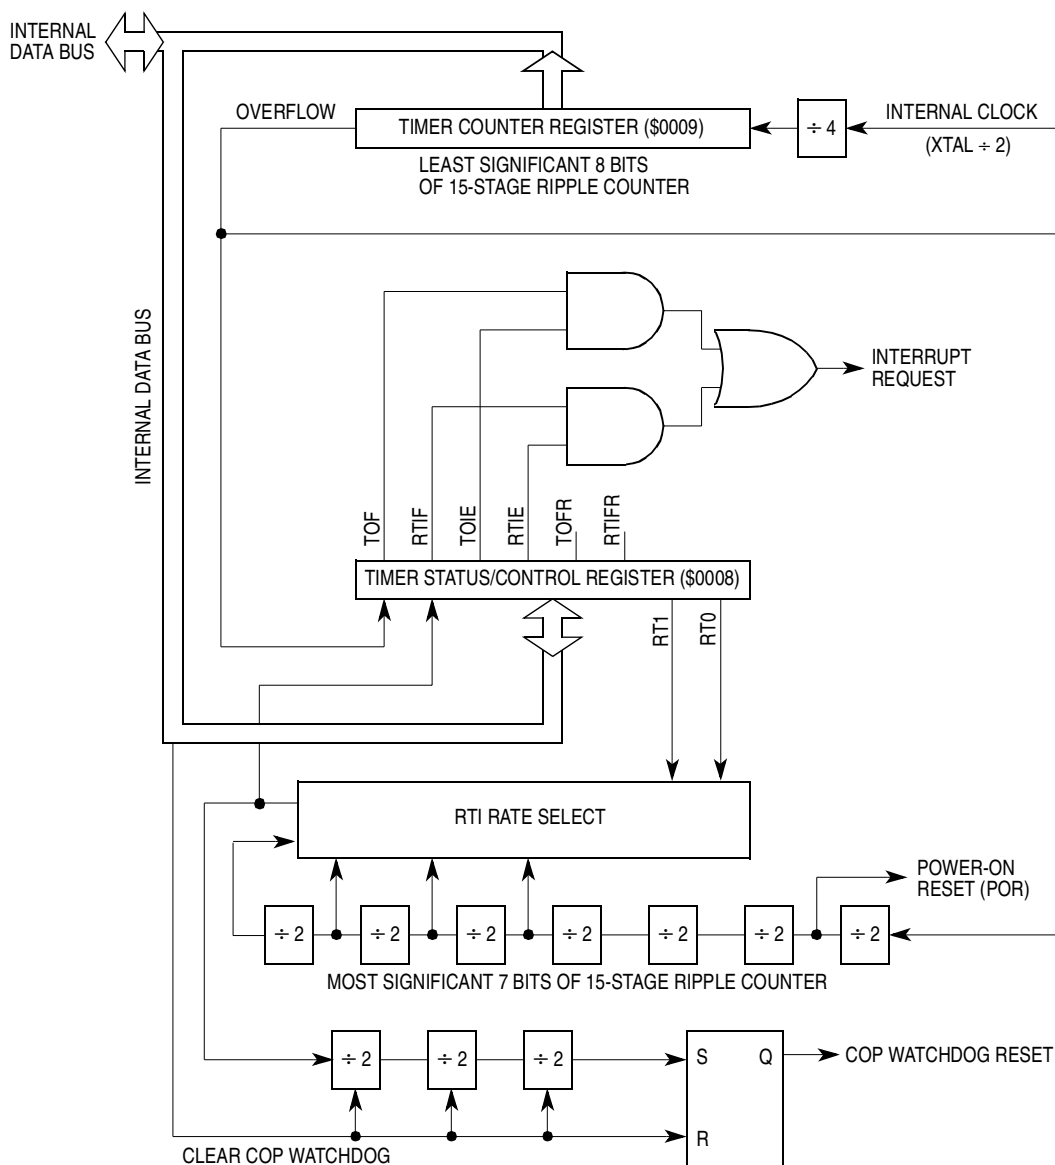 INTERNAL
DATA BUS
OVERFLOW
TIMER COUNTER REGISTER ($0009)
÷ 4
INTERNAL CLOCK
(XTAL ÷ 2)
LEAST SIGNIFICANT 8 BITS
OF 15-STAGE RIPPLE COUNTER
INTERNAL DATA BUS
INTERRUPT
REQUEST
TOF
RTIF
TOIE
RTIE
TOFR
RTIFR
TIMER STATUS/CONTROL REGISTER ($0008)
RT1
RT0
RTI RATE SELECT
POWER-ON
RESET (POR)
÷ 2
÷ 2
÷ 2
÷ 2
÷ 2
÷ 2
÷ 2
MOST SIGNIFICANT 7 BITS OF 15-STAGE RIPPLE COUNTER
÷ 2
÷ 2
÷ 2
S
Q
COP WATCHDOG RESET
R
CLEAR COP WATCHDOG